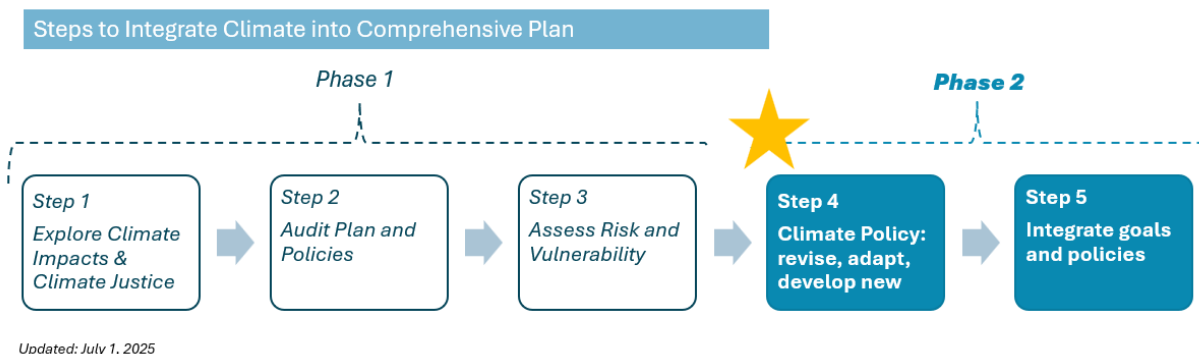 Steps to Integrate Climate into Comprehensive Plan
Phase 1
Phase 2
Step 1
Explore Climate
Impacts &
Climate Justice
Step 2
Audit Plan and
Policies
Step 3
Assess Risk and
Vulnerability
Step 4
Climate Policy:
revise, adapt,
develop new
Step 5
Integrate goals
and policies
Updated: July 1, 2025